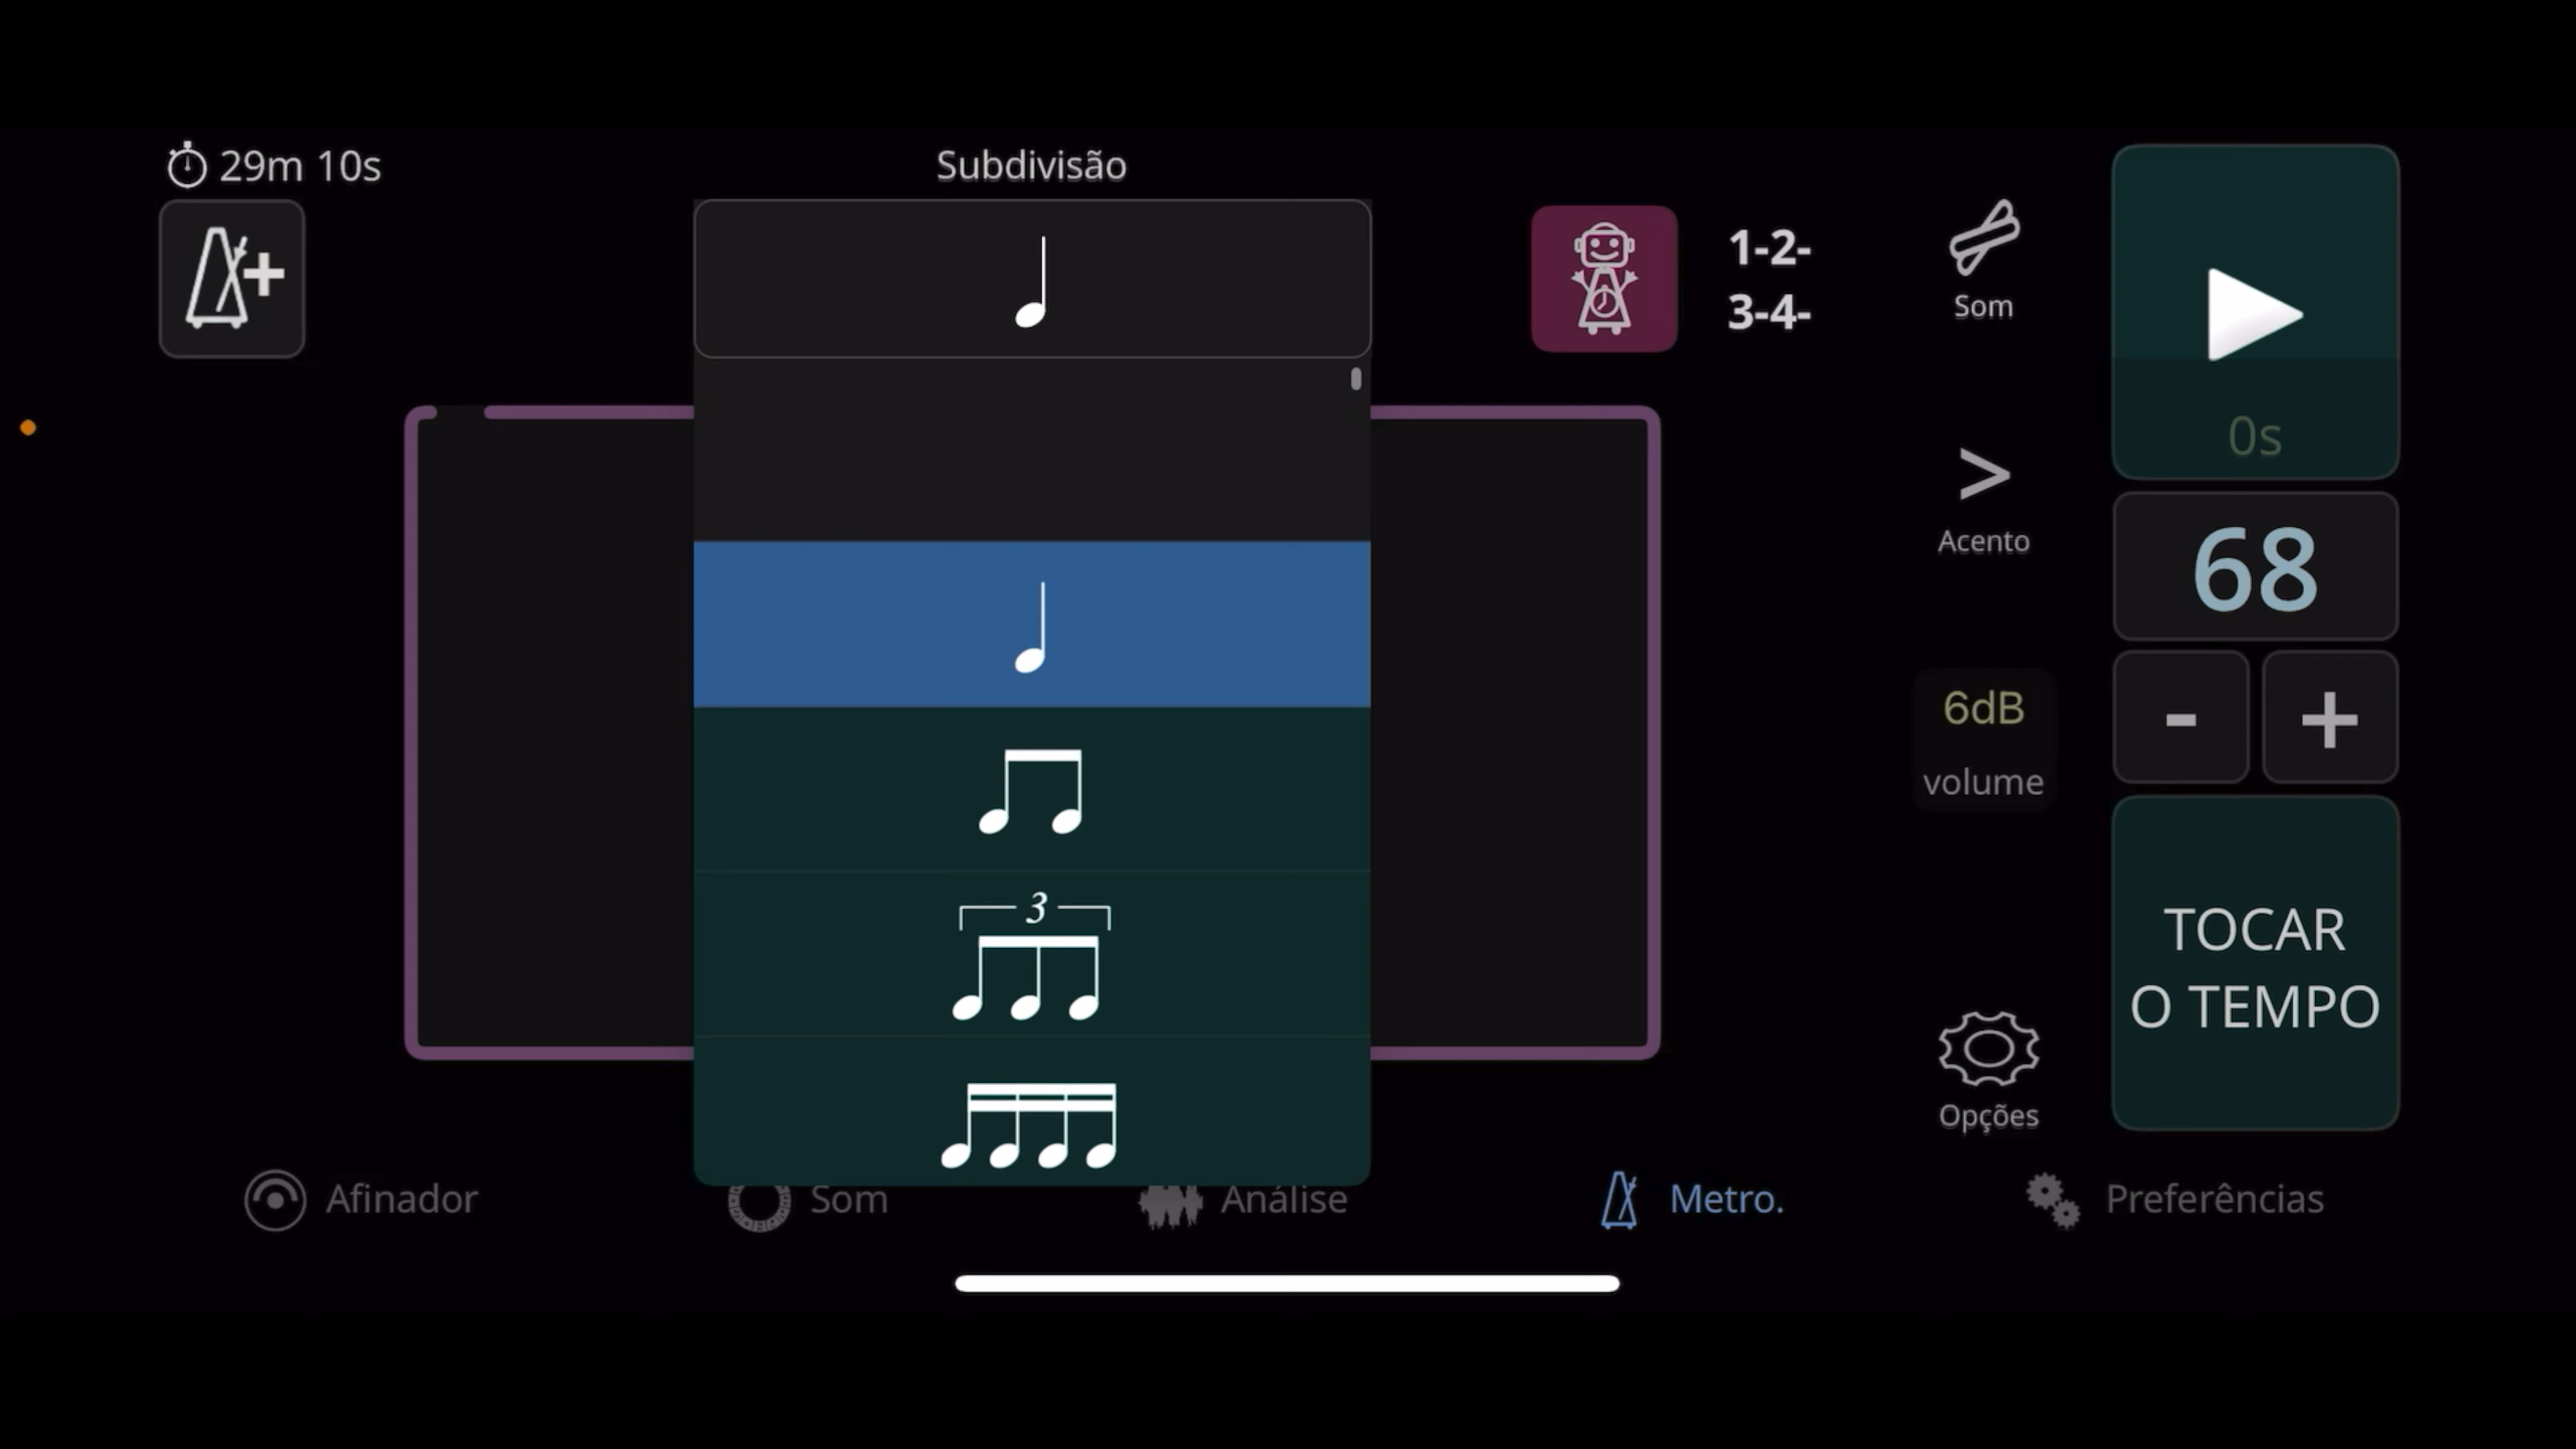 29m 10s
Subdivisão
1-2-
3-4-
Som
0s
Acento
68
6dB
volume
-
+
3
TOCAR
O TEMPO
Opções
Afinador
Som
Análise
Metro.
Preferências